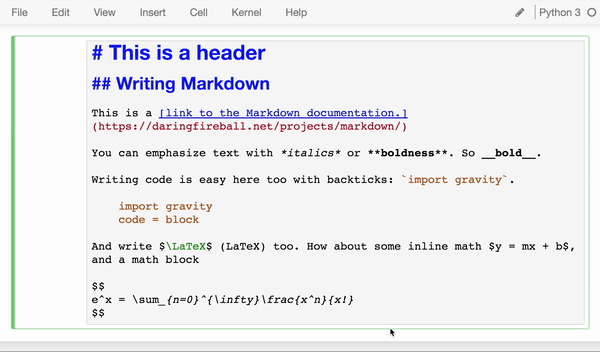 File Edit View Insert Cell Kernel Help Python 3
# This is a header
## Writing Markdown
This is a [link to the Markdown documentation.]
(https://daringfireball.net/projects/markdown/)
You can emphasize text with *italics* or **boldness**. So __bold__.
Writing code is easy here too with backticks: `import gravity`.
import gravity
code = block
And write $\LaTeX$ (LaTeX) too. How about some inline math $y = mx + b$,
and a math block
$$
e^x = \sum_{n=0}^{\infty}\frac{x^n}{x!}
$$